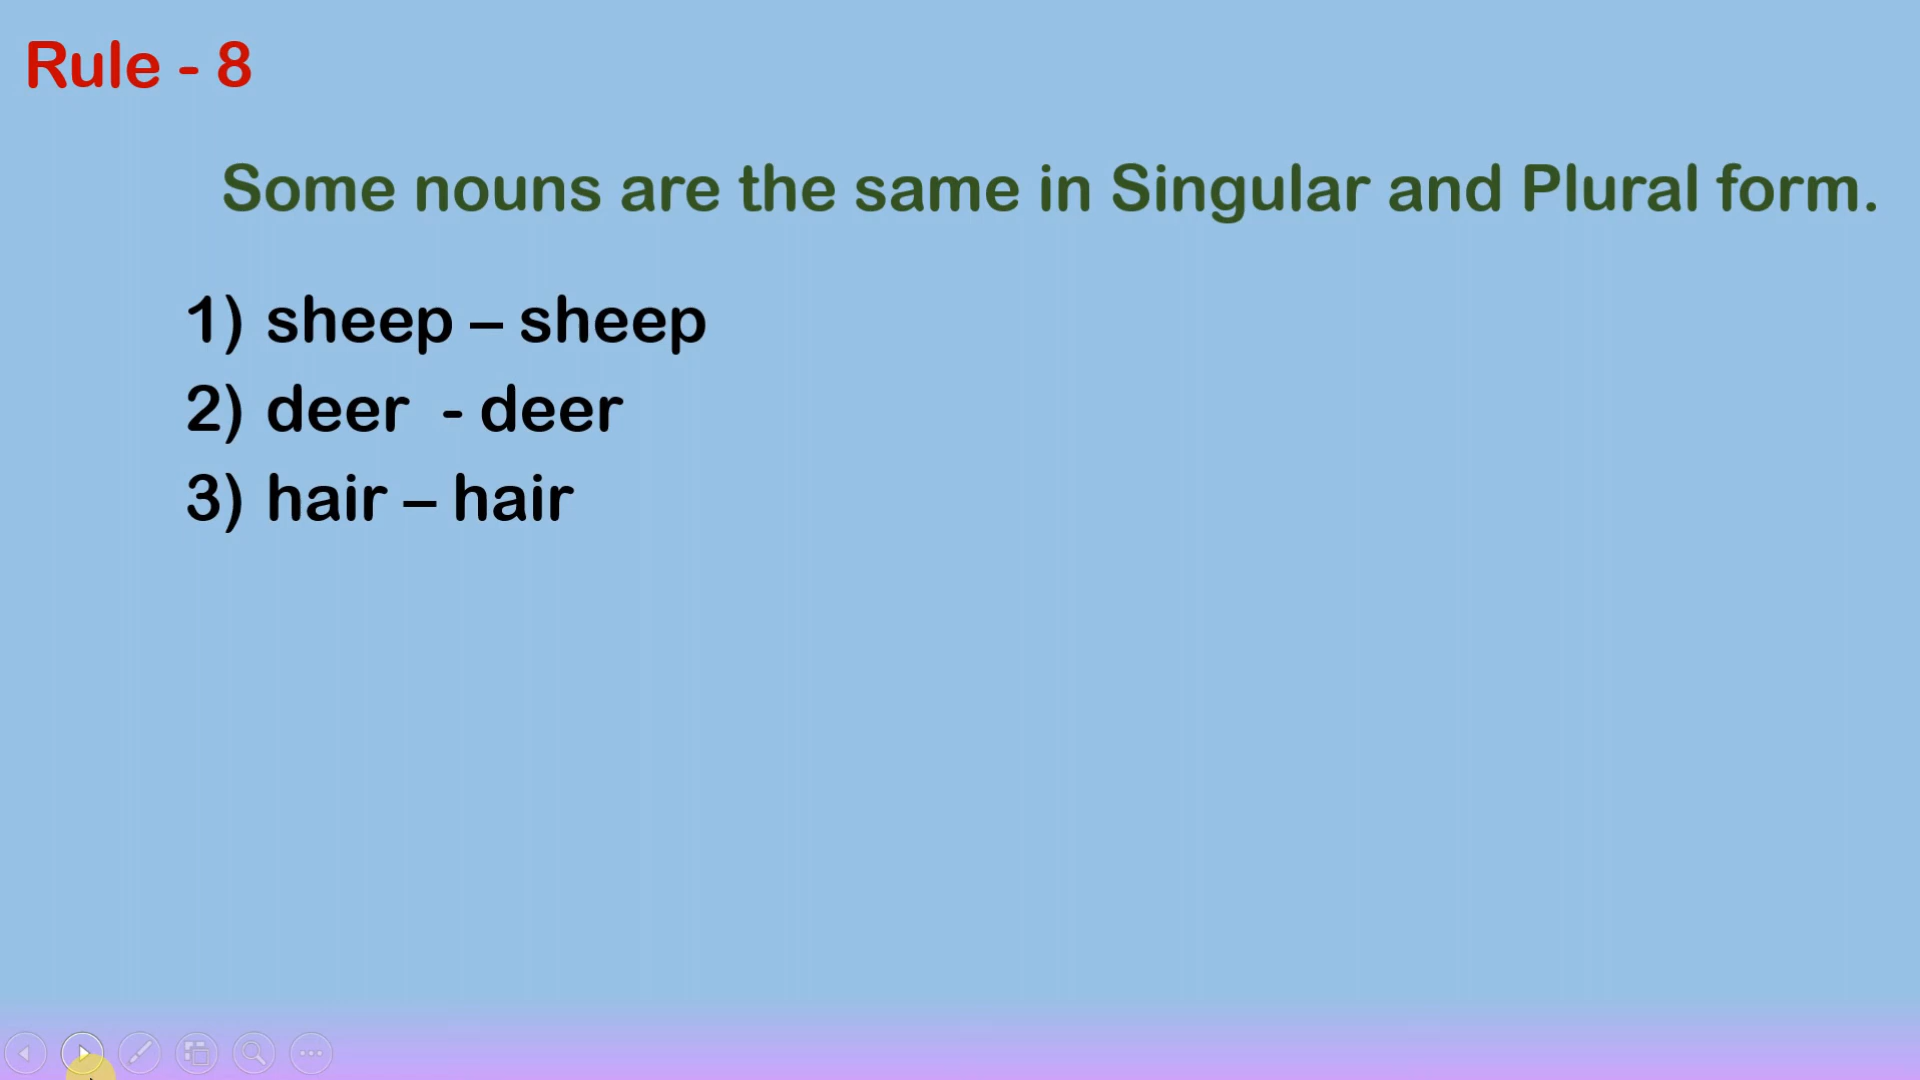 Rule - 8
Some nouns are the same in Singular and Plural form.
1) sheep – sheep
2) deer  - deer
3) hair – hair